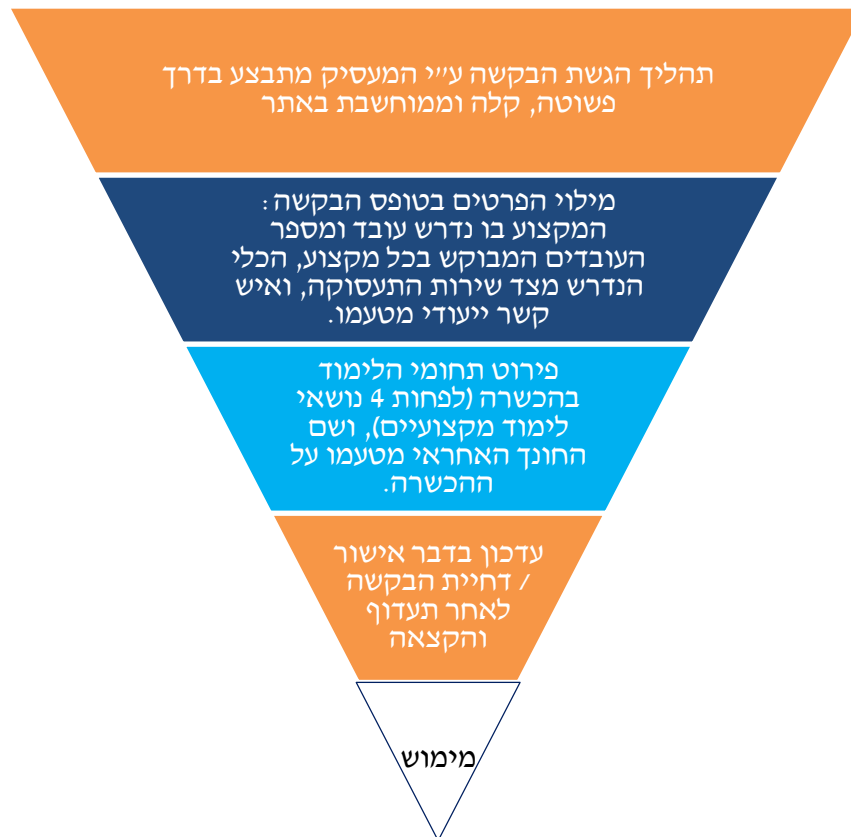 תהליך הגשת הבקשה ע״י המעסיק מתבצע בדרך
פשוטה, קלה וממוחשבת באתר
מילוי הפרטים בטופס הבקשה:
המקצוע בו נדרש עובד ומספר
העובדים המבוקש בכל מקצוע, הכלי
הנדרש מצד שירות התעסוקה, ואיש
קשר ייעודי מטעמו.
פירוט תחומי הלימוד
בהכשרה (לפחות 4 נושאי
לימוד מקצועיים), ושם
החונך האחראי מטעמו על
ההכשרה.
עדכון בדבר אישור
/ דחיית הבקשה
לאחר תעדוף
והקצאה
מימוש